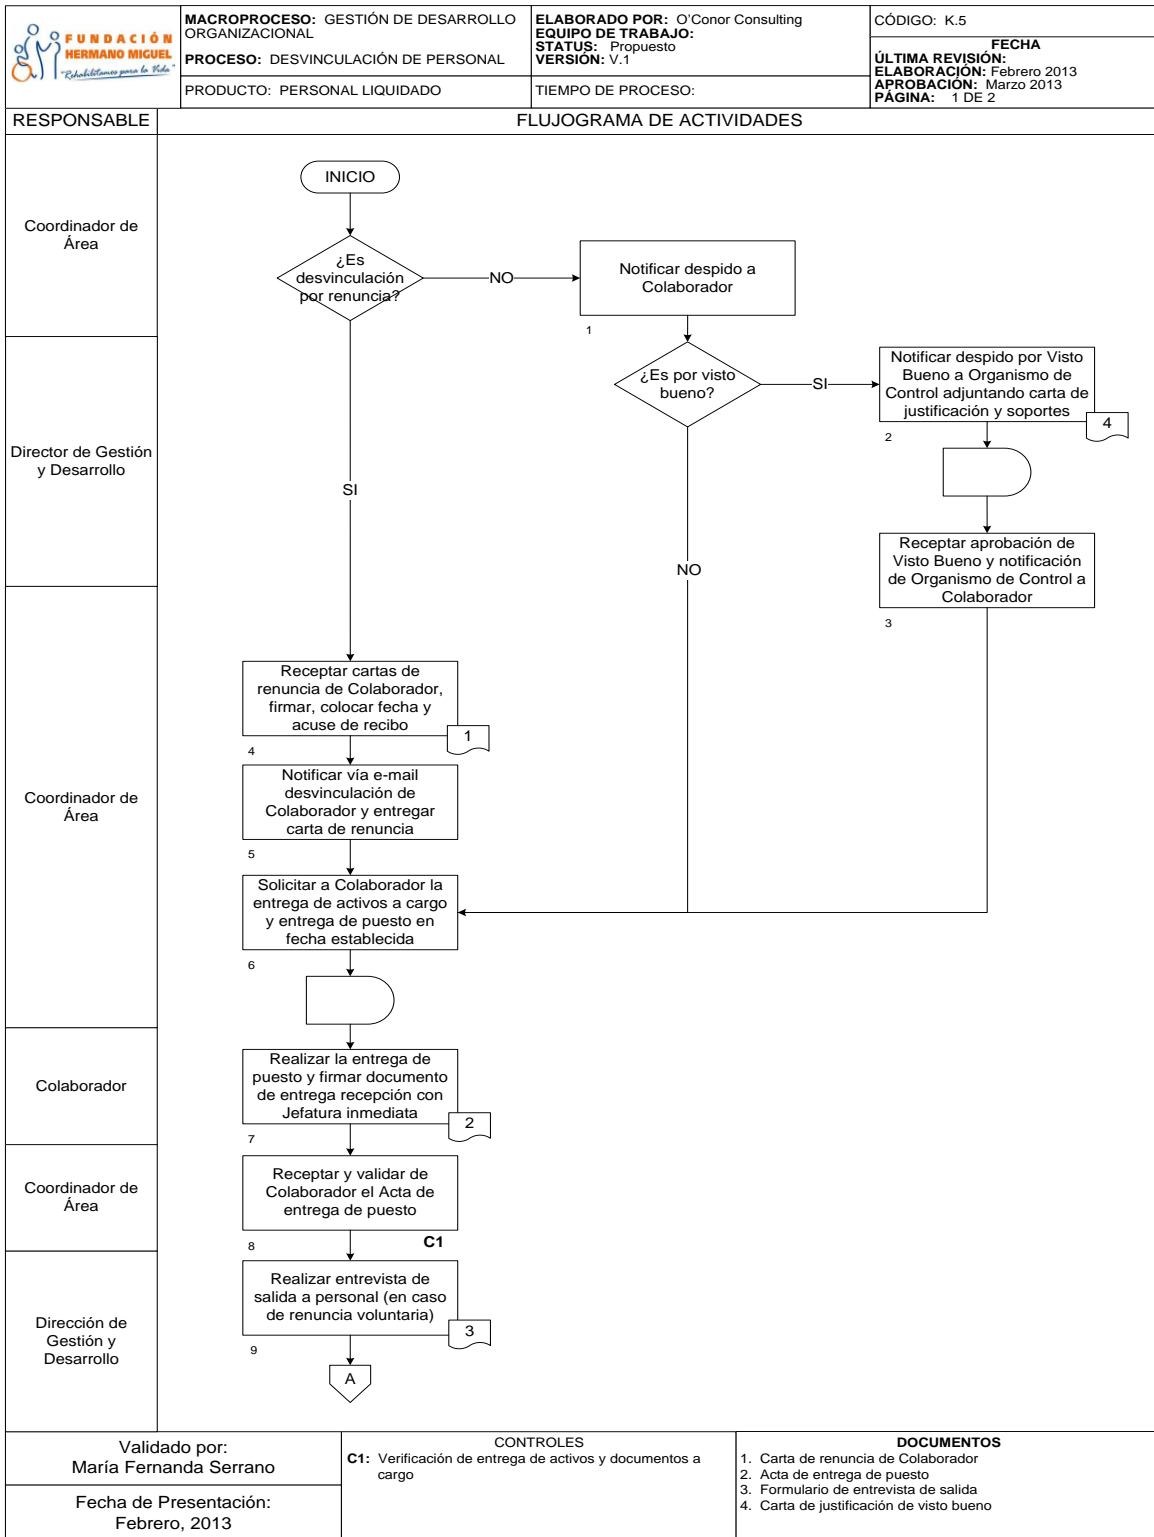 FUNDACIÓN
HERMANO MIGUEL
"Rehabilitamos para la Vida"
MACROPROCESO: GESTIÓN DE DESARROLLO
ORGANIZACIONAL
PROCESO: DESVINCULACIÓN DE PERSONAL
PRODUCTO: PERSONAL LIQUIDADO
ELABORADO POR: O'Conor Consulting
EQUIPO DE TRABAJO:
STATUS: Propuesto
VERSIÓN: V.1
TIEMPO DE PROCESO:
CÓDIGO: K.5
FECHA
ÚLTIMA REVISIÓN:
ELABORACIÓN: Febrero 2013
APROBACIÓN: Marzo 2013
PÁGINA: 1 DE 2
RESPONSABLE
FLUJOGRAMA DE ACTIVIDADES
Coordinador de
Área
INICIO
¿Es
desvinculación
por renuncia?
NO
Notificar despido a
Colaborador
1
Director de Gestión
y Desarrollo
¿Es por visto
bueno?
SI
Notificar despido por Visto
Bueno a Organismo de
Control adjuntando carta de
justificación y soportes
4
2
SI
NO
Receptar aprobación de
Visto Bueno y notificación
de Organismo de Control a
Colaborador
3
Coordinador de
Área
Receptar cartas de
renuncia de Colaborador,
firmar, colocar fecha y
acuse de recibo
1
4
Notificar vía e-mail
desvinculación de
Colaborador y entregar
carta de renuncia
5
Solicitar a Colaborador la
entrega de activos a cargo
y entrega de puesto en
fecha establecida
6
Colaborador
Realizar la entrega de
puesto y firmar documento
de entrega recepción con
Jefatura inmediata
2
7
Coordinador de
Área
Receptar y validar de
Colaborador el Acta de
entrega de puesto
8
C1
Dirección de
Gestión y
Desarrollo
Realizar entrevista de
salida a personal (en caso
de renuncia voluntaria)
3
9
A
Validado por:
María Fernanda Serrano
Fecha de Presentación:
Febrero, 2013
CONTROLES
C1: Verificación de entrega de activos y documentos a
cargo
DOCUMENTOS
1. Carta de renuncia de Colaborador
2. Acta de entrega de puesto
3. Formulario de entrevista de salida
4. Carta de justificación de visto bueno